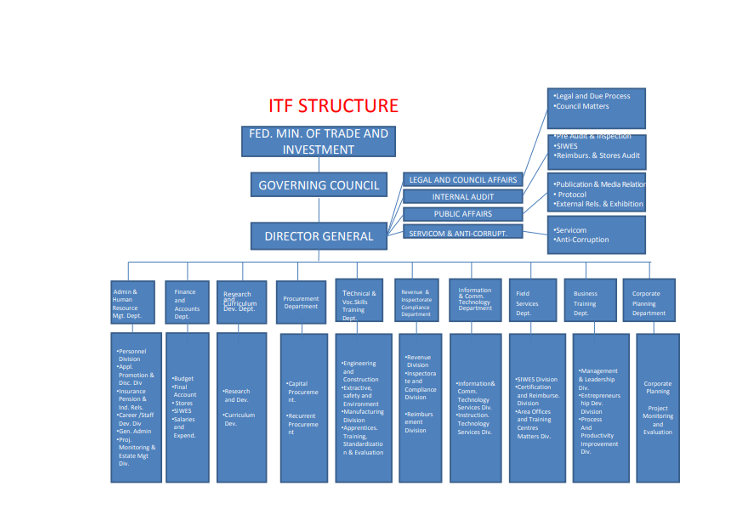 ITF STRUCTURE
FED. MIN. OF TRADE AND
INVESTMENT
GOVERNING COUNCIL
DIRECTOR GENERAL
LEGAL AND COUNCIL AFFAIRS
INTERNAL AUDIT
PUBLIC AFFAIRS
SERVICOM & ANTI-CORRUPT.
•Legal and Due Process
•Council Matters
•Pre Audit & Inspection
•SIWES
•Reimburs. & Stores Audit
•Publication & Media Relation
• Protocol
•External Rels. & Exhibition
•Servicom
•Anti-Corruption
Admin &
Human
Resource
Mgt. Dept.
Finance
and
Accounts
Dept.
Research
and
Curriculum
Dev. Dept.
Procurement
Department
Technical &
Voc.Skills
Training
Dept.
Revenue &
Inspectorate
Compliance
Department
Information
& Comm.
Technology
Department
Field
Services
Dept.
Business
Training
Dept.
Corporate
Planning
Department
•Personnel
Division
•Appl.
Promotion &
Disc. Div
•Insurance
Pension &
Ind. Rels.
•Career /Staff
Dev. Div
•Gen. Admin
•Proj.
Monitoring &
Estate Mgt
Div.
•Budget
•Final
Account
• Stores
•SIWES
•Salaries
and
Expend.
•Research
and Dev.
•Curriculum
Dev.
•Capital
Procureme
nt.
•Recurrent
Procureme
nt
•Engineering
and
Construction
•Extractive,
safety and
Environment
•Manufacturing
Division
•Apprentices.
Training,
Standardizatio
n & Evaluation
•Revenue
Division
•Inspectora
te and
Compliance
Division
•Reimburs
ement
Division
•Information&
Comm.
Technology
Services Div.
•Instruction.
Technology
Services Div.
•SIWES Division
•Certification
and Reimburse.
Division
•Area Offices
and Training
Centres
Matters Div.
•Management
& Leadership
Div.
•Entrepreneurs
hip Dev.
Division
•Process
And
Productivity
Improvement
Div.
Corporate
Planning
Project
Monitoring
and
Evaluation